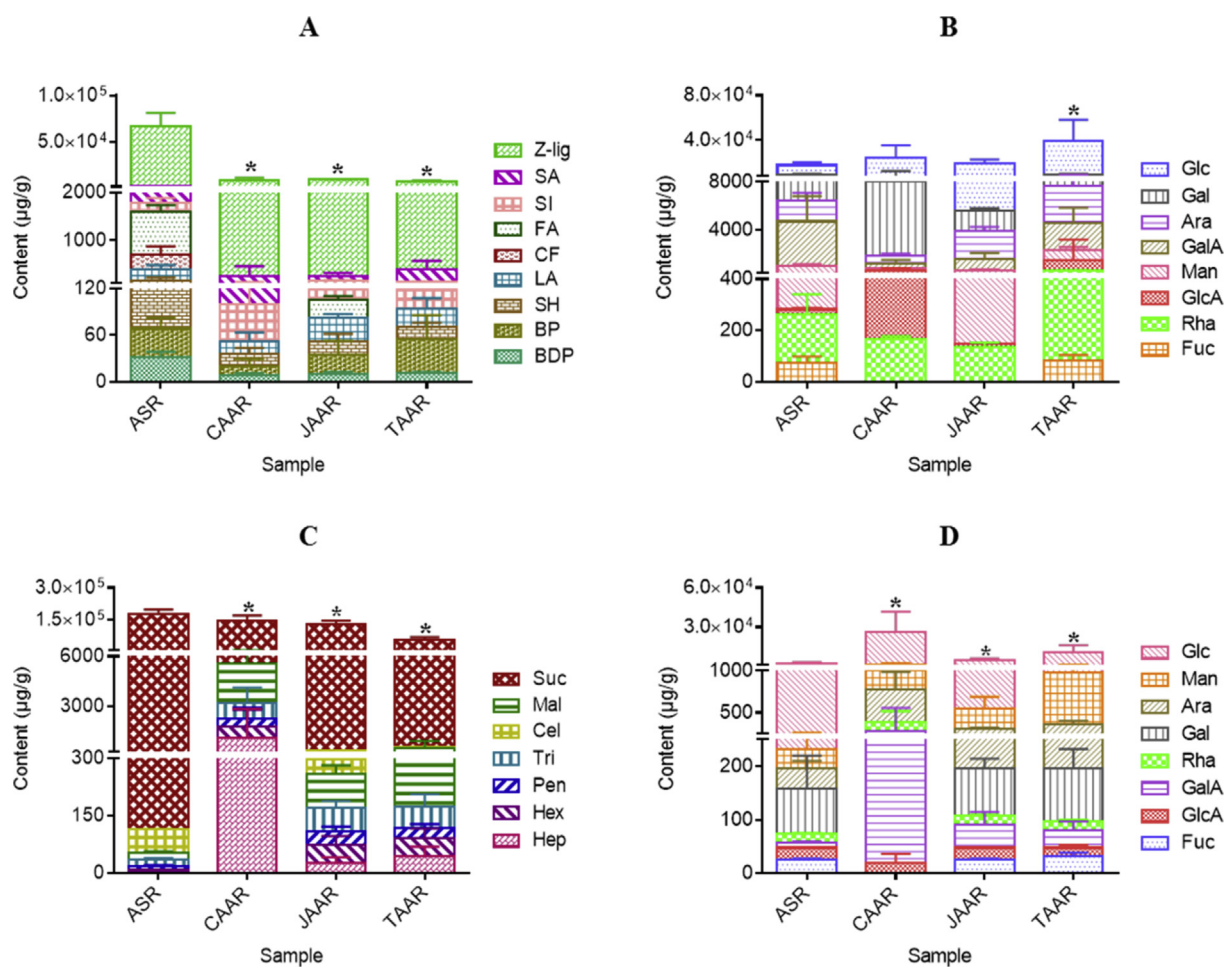 A
Content (µg/g)
1.0×10⁵
5.0×10⁴
2000
1000
120
60
0
* * *
ASR CAAR JAAR TAAR
Sample
Z-lig
SA
SI
FA
CF
LA
SH
BP
BDP
B
Content (µg/g)
8.0×10⁴
4.0×10⁴
8000
4000
400
200
0
*
ASR CAAR JAAR TAAR
Sample
Glc
Gal
Ara
GalA
Man
GlcA
Rha
Fuc
C
Content (µg/g)
3.0×10⁵
1.5×10⁵
6000
3000
300
150
0
* * *
ASR CAAR JAAR TAAR
Sample
Suc
Mal
Cel
Tri
Pen
Hex
Hep
D
Content (µg/g)
6.0×10⁴
3.0×10⁴
1000
500
200
100
0
* * *
ASR CAAR JAAR TAAR
Sample
Glc
Man
Ara
Gal
Rha
GalA
GlcA
Fuc